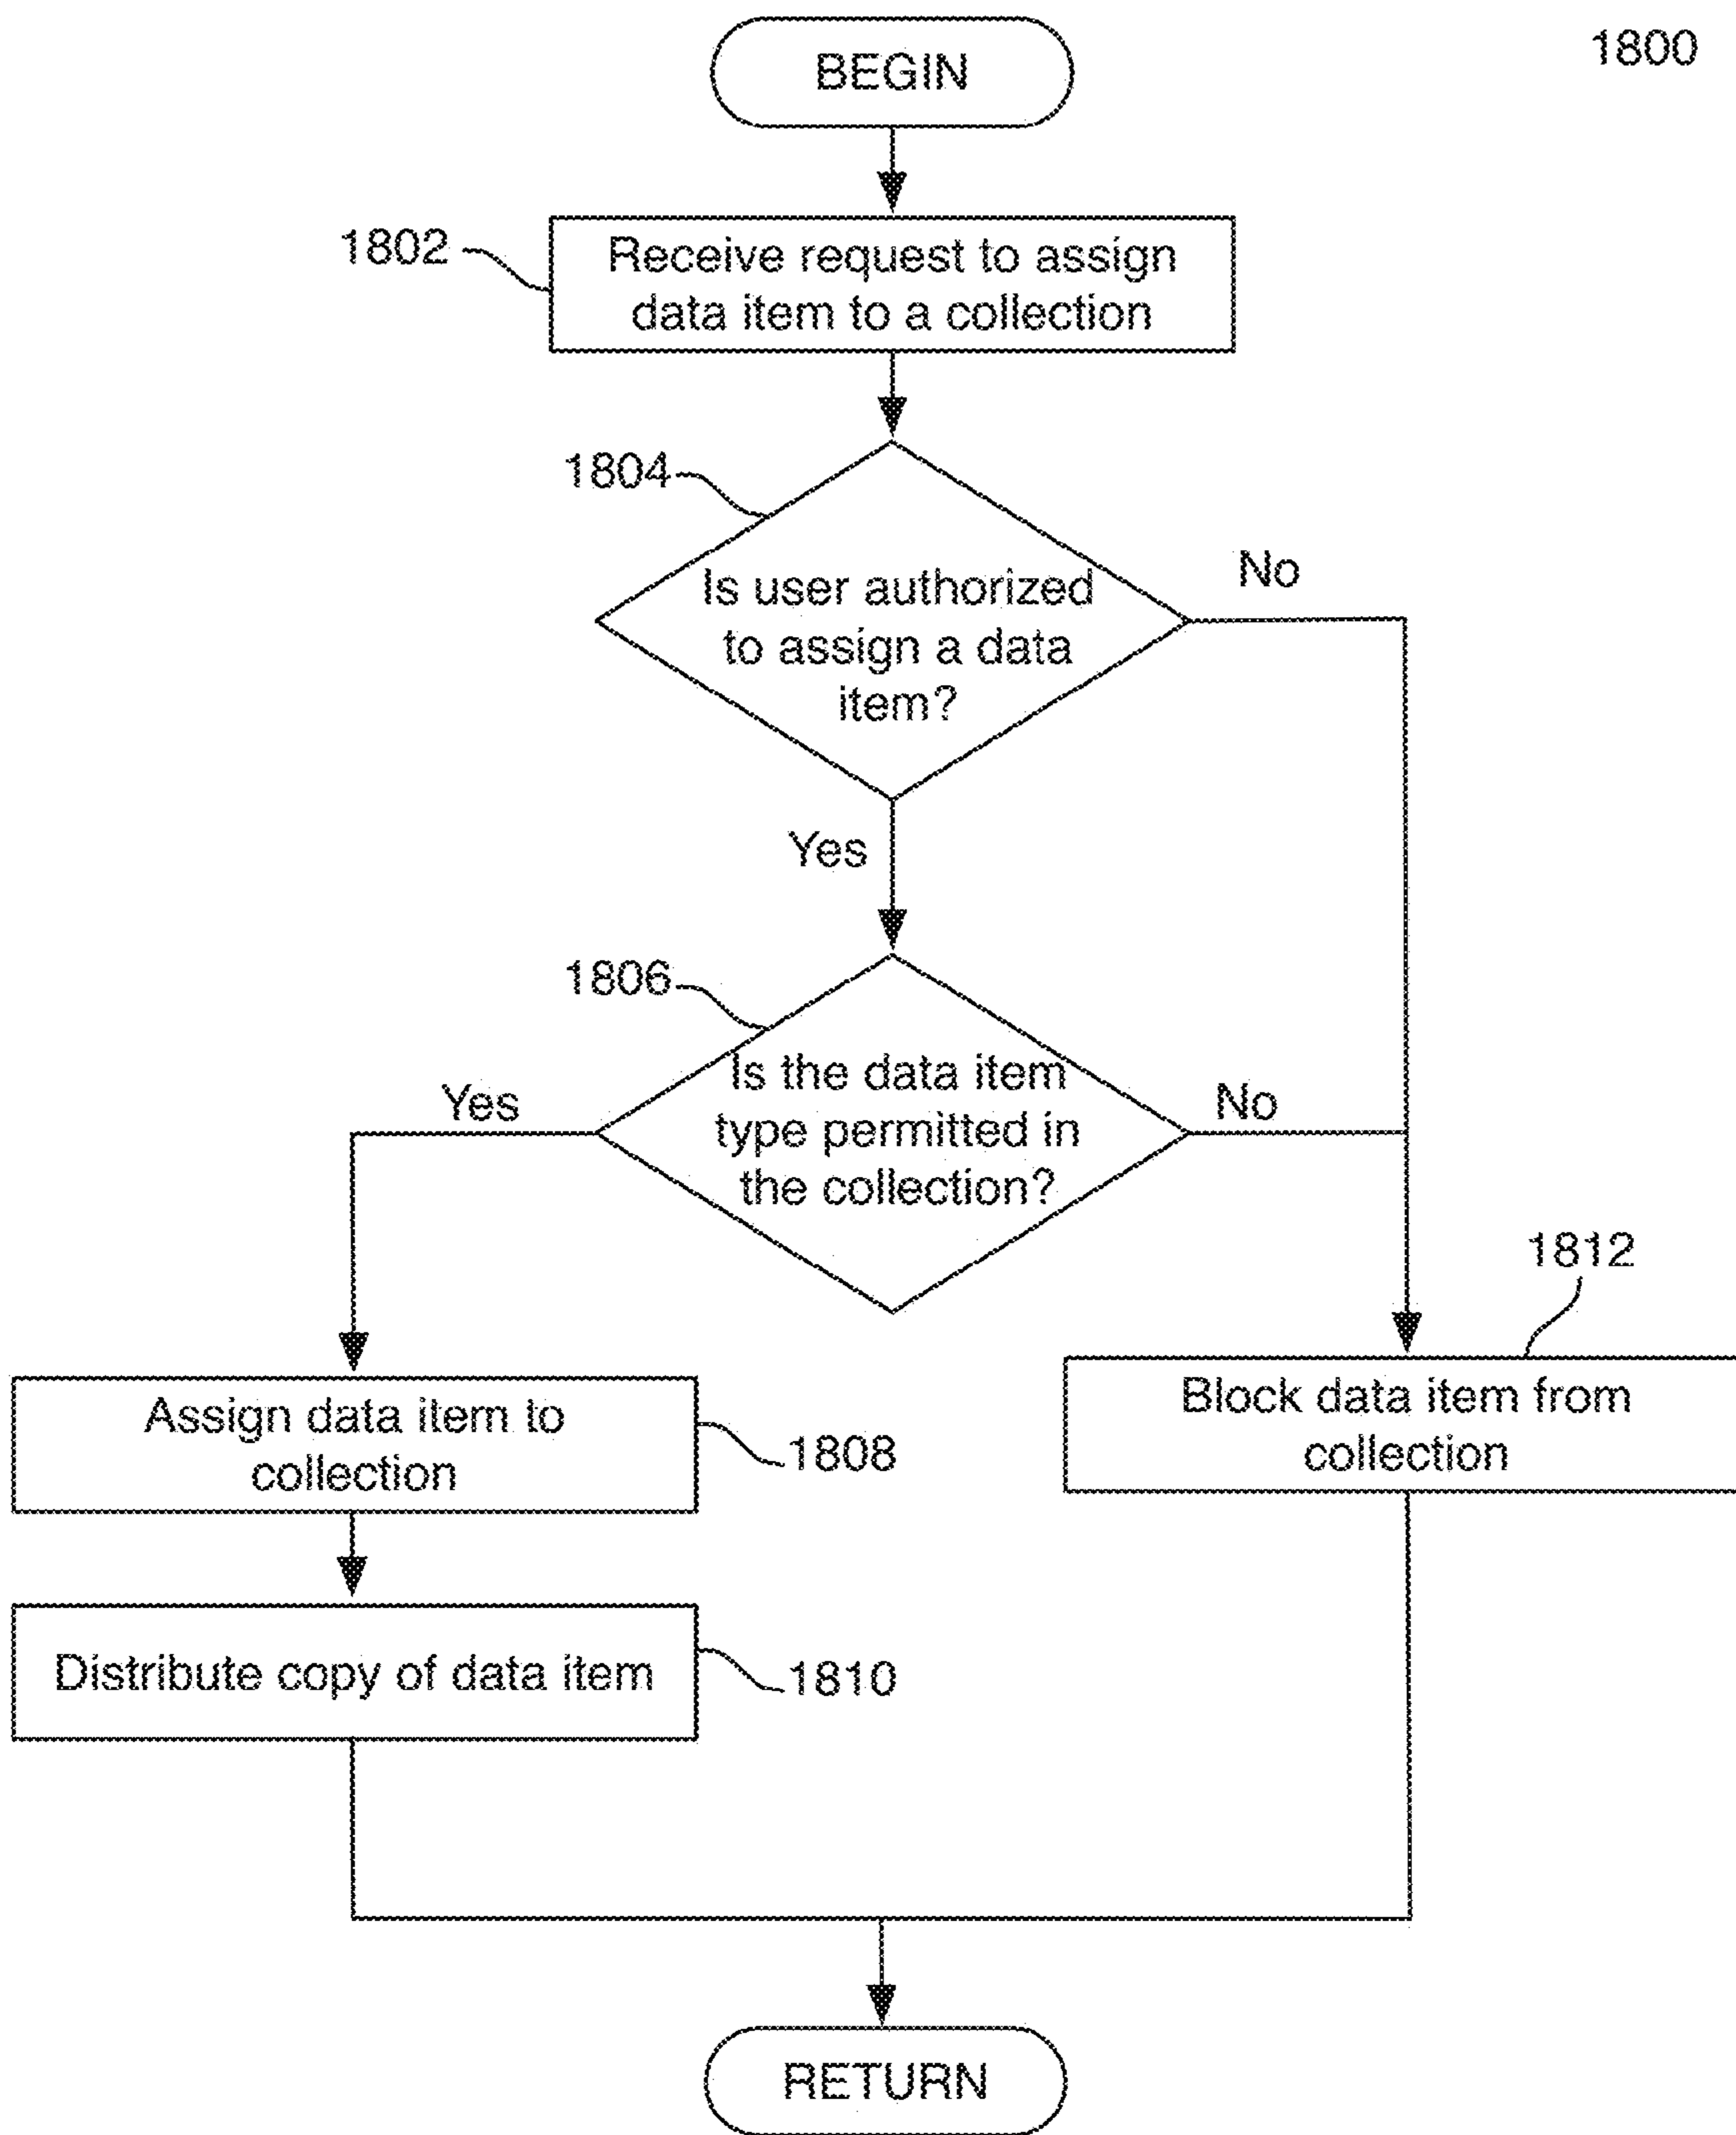 1800
BEGIN
1802
Receive request to assign
data item to a collection
1804
No
Is user authorized
to assign a data
item?
Yes
1806
Yes
Is the data item
type permitted in
the collection?
No
1812
Assign data item to
collection
1808
Block data item from
collection
Distribute copy of data item
1810
RETURN